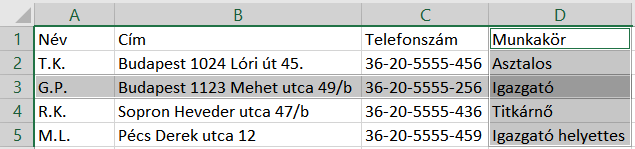 A B C D
1 Név Cím Telefonszám Munkakör
2 T.K. Budapest 1024 Lóri út 45. 36-20-5555-456 Asztalos
3 G.P. Budapest 1123 Mehet utca 49/b 36-20-5555-256 Igazgató
4 R.K. Sopron Heveder utca 47/b 36-20-5555-436 Titkárnő
5 M.L. Pécs Derek utca 12 36-20-5555-459 Igazgató helyettes